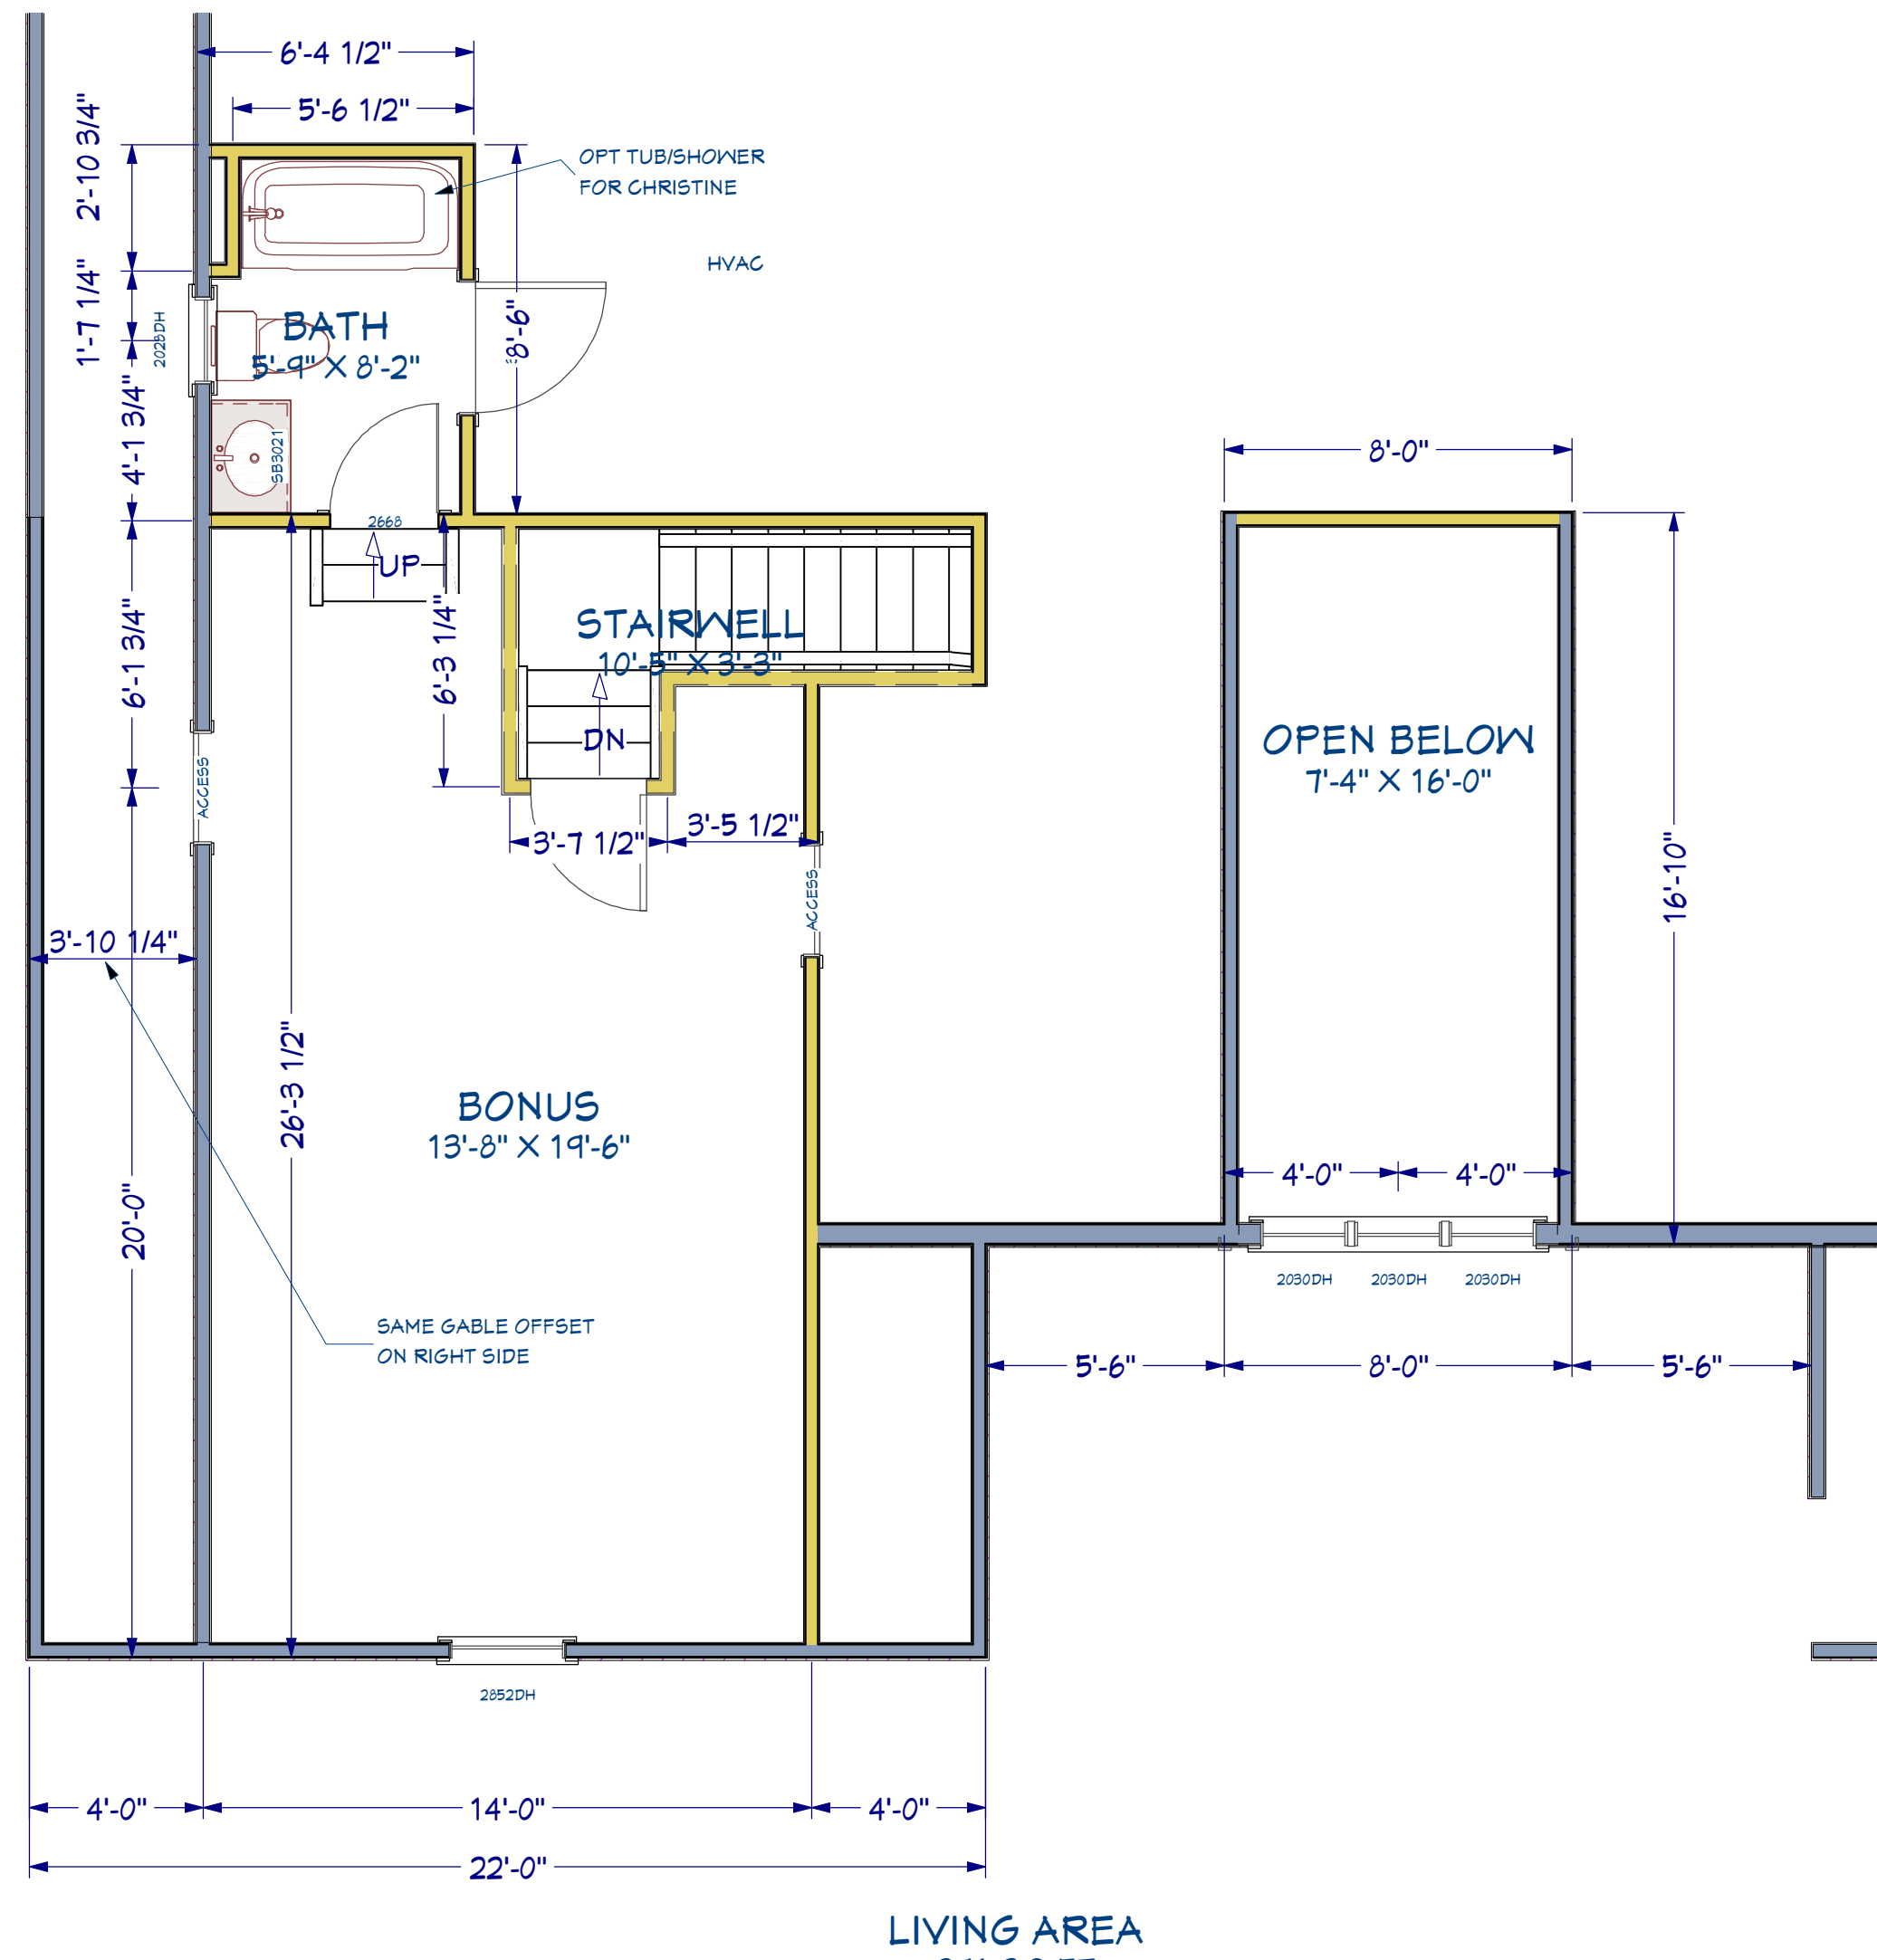 6'-4 1/2"
5'-6 1/2"
2'-10 3/4"
OPT TUB/SHOWER
FOR CHRISTINE
HVAC
1'-7 1/4"
2028DH
BATH
5'-9" X 8'-2"
8'-6"
4'-1 3/4"
SB3021
8'-0"
2668
UP
6'-1 3/4"
6'-3 1/4"
STAIRWELL
10'-5" X 3'-3"
DN
OPEN BELOW
7'-4" X 16'-0"
ACCESS
3'-7 1/2"
3'-5 1/2"
ACCESS
16'-10"
3'-10 1/4"
26'-3 1/2"
BONUS
13'-8" X 19'-6"
20'-0"
4'-0"
4'-0"
2030DH
2030DH
2030DH
SAME GABLE OFFSET
ON RIGHT SIDE
5'-6"
8'-0"
5'-6"
2852DH
4'-0"
14'-0"
4'-0"
22'-0"
LIVING AREA